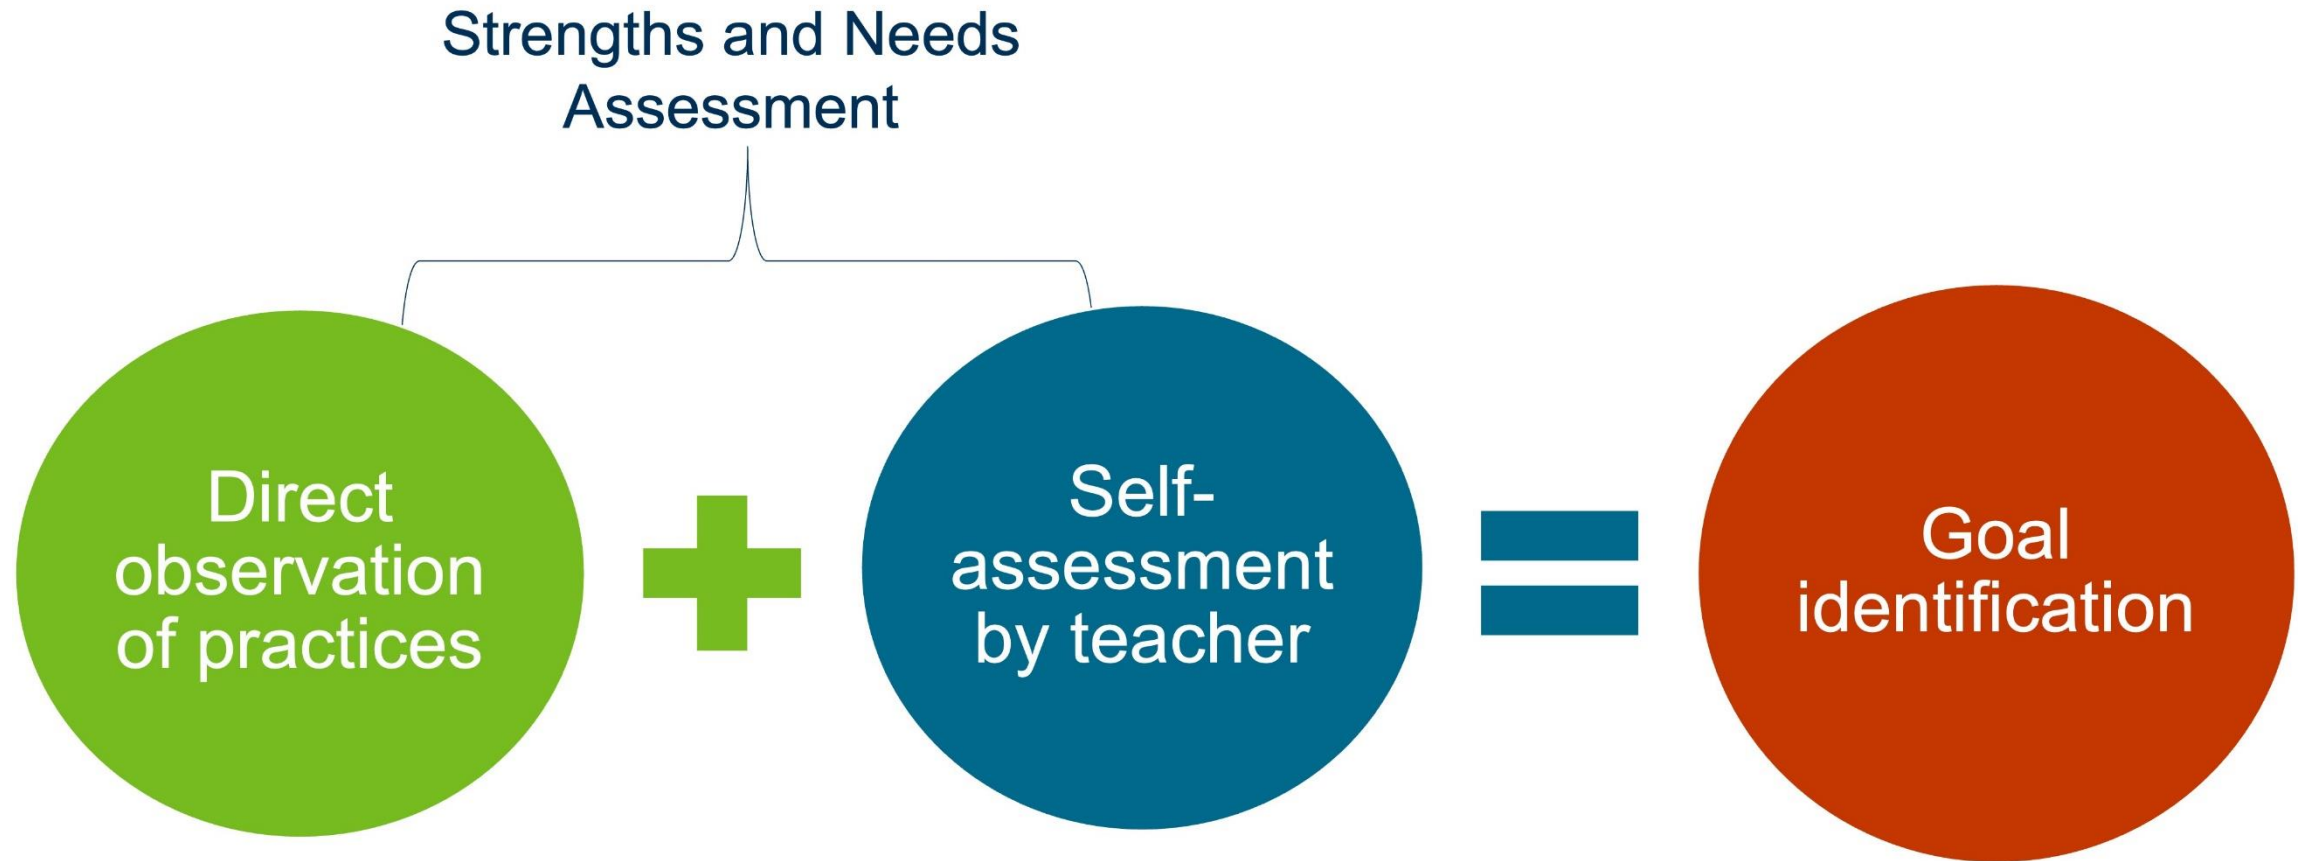 Strengths and Needs
Assessment
Direct
observation
of practices
Self-
assessment
by teacher
Goal
identification